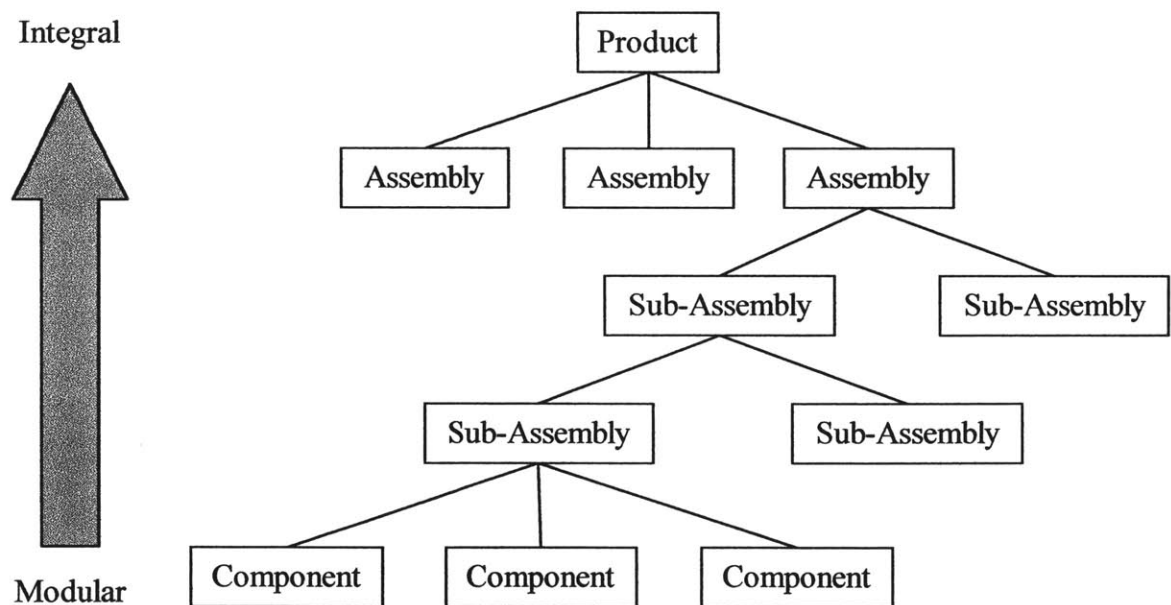 Integral
Product
Assembly Assembly Assembly
Sub-Assembly Sub-Assembly
Sub-Assembly Sub-Assembly
Component Component Component
Modular